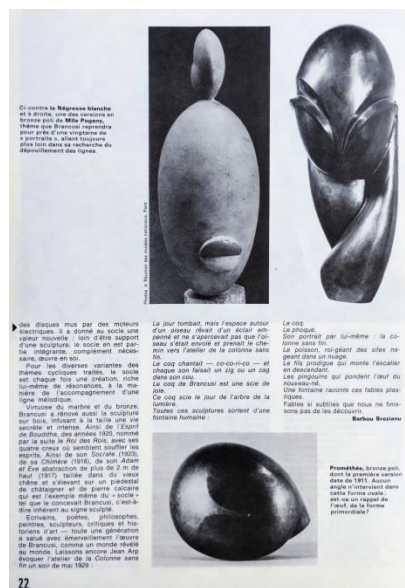 Ci-contre la Négresse blanche
et à droite, une des versions en
bronze poli de Mlle Pogany,
thème que Brancusi reprendra
pour près d'une vingtaine de
« portraits », allant toujours
plus loin dans sa recherche du
dépouillement des lignes.
Photos © Réunion des musées nationaux, Paris
des disques mus par des moteurs
électriques. Il a donné au socle une
valeur nouvelle : loin d'être support
d'une sculpture, le socle en est par-
tie intégrante, complément néces-
saire, œuvre en soi.
Pour les diverses variantes des
thèmes cycliques traités, le socle
est chaque fois une création, riche
lui-même de résonances, à la ma-
nière de l'accompagnement d'une
ligne mélodique.
Virtuose du marbre et du bronze,
Brancusi a rénové aussi la sculpture
sur bois, infusant à la taille une vie
secrète et intense. Ainsi de l'Esprit
de Bouddha, des années 1920, nommé
par la suite le Roi des Rois, avec ses
quatre creux où semblent souffler les
esprits. Ainsi de son Socrate (1923),
de sa Chimère (1918), de son Adam
et Ève abstraction de plus de 2 m de
haut (1917) taillée dans du vieux
chêne et s'élevant sur un piédestal
de châtaignier et de pierre calcaire
qui est l'exemple même du « socle »
tel que le concevait Brancusi, c'est-à-
dire inhérent au signe sculpté.
Ecrivains, poètes, philosophes,
peintres, sculpteurs, critiques et his-
toriens d'art — toute une génération
a salué avec émerveillement l'œuvre
de Brancusi, comme un monde révélé
au monde. Laissons encore Jean Arp
évoquer l'atelier de la Colonne sans
fin un soir de mai 1929 :
Le jour tombait, mais l'espace autour
d'un oiseau rêvait d'un éclair em-
penné et ne s'apercevait pas que l'oi-
seau s'était envolé et prenait le che-
min vers l'atelier de la colonne sans
fin.
Le coq chantait — co-co-ri-co — et
chaque son faisait un zig ou un zag
dans son cou.
Le coq de Brancusi est une scie de
joie.
Ce coq scie le jour de l'arbre de la
lumière.
Toutes ces sculptures sortent d'une
fontaine humaine :
Le coq.
Le phoque.
Son portrait par lui-même : la co-
lonne sans fin.
Le poisson, roi-géant des sites na-
geant dans un nuage.
Le fils prodigue qui monte l'escalier
en descendant.
Les pingouins qui pondent l'œuf du
nouveau-né.
Une fontaine raconte ces fables plas-
tiques.
Fables si subtiles que nous ne finis-
sons pas de les découvrir.
Barbou Brezianu
Prométhée, bronze poli,
dont la première version
date de 1911. Aucun
angle n'intervient dans
cette forme ovale :
est-ce un rappel de
l'œuf, de la forme
primordiale ?
22